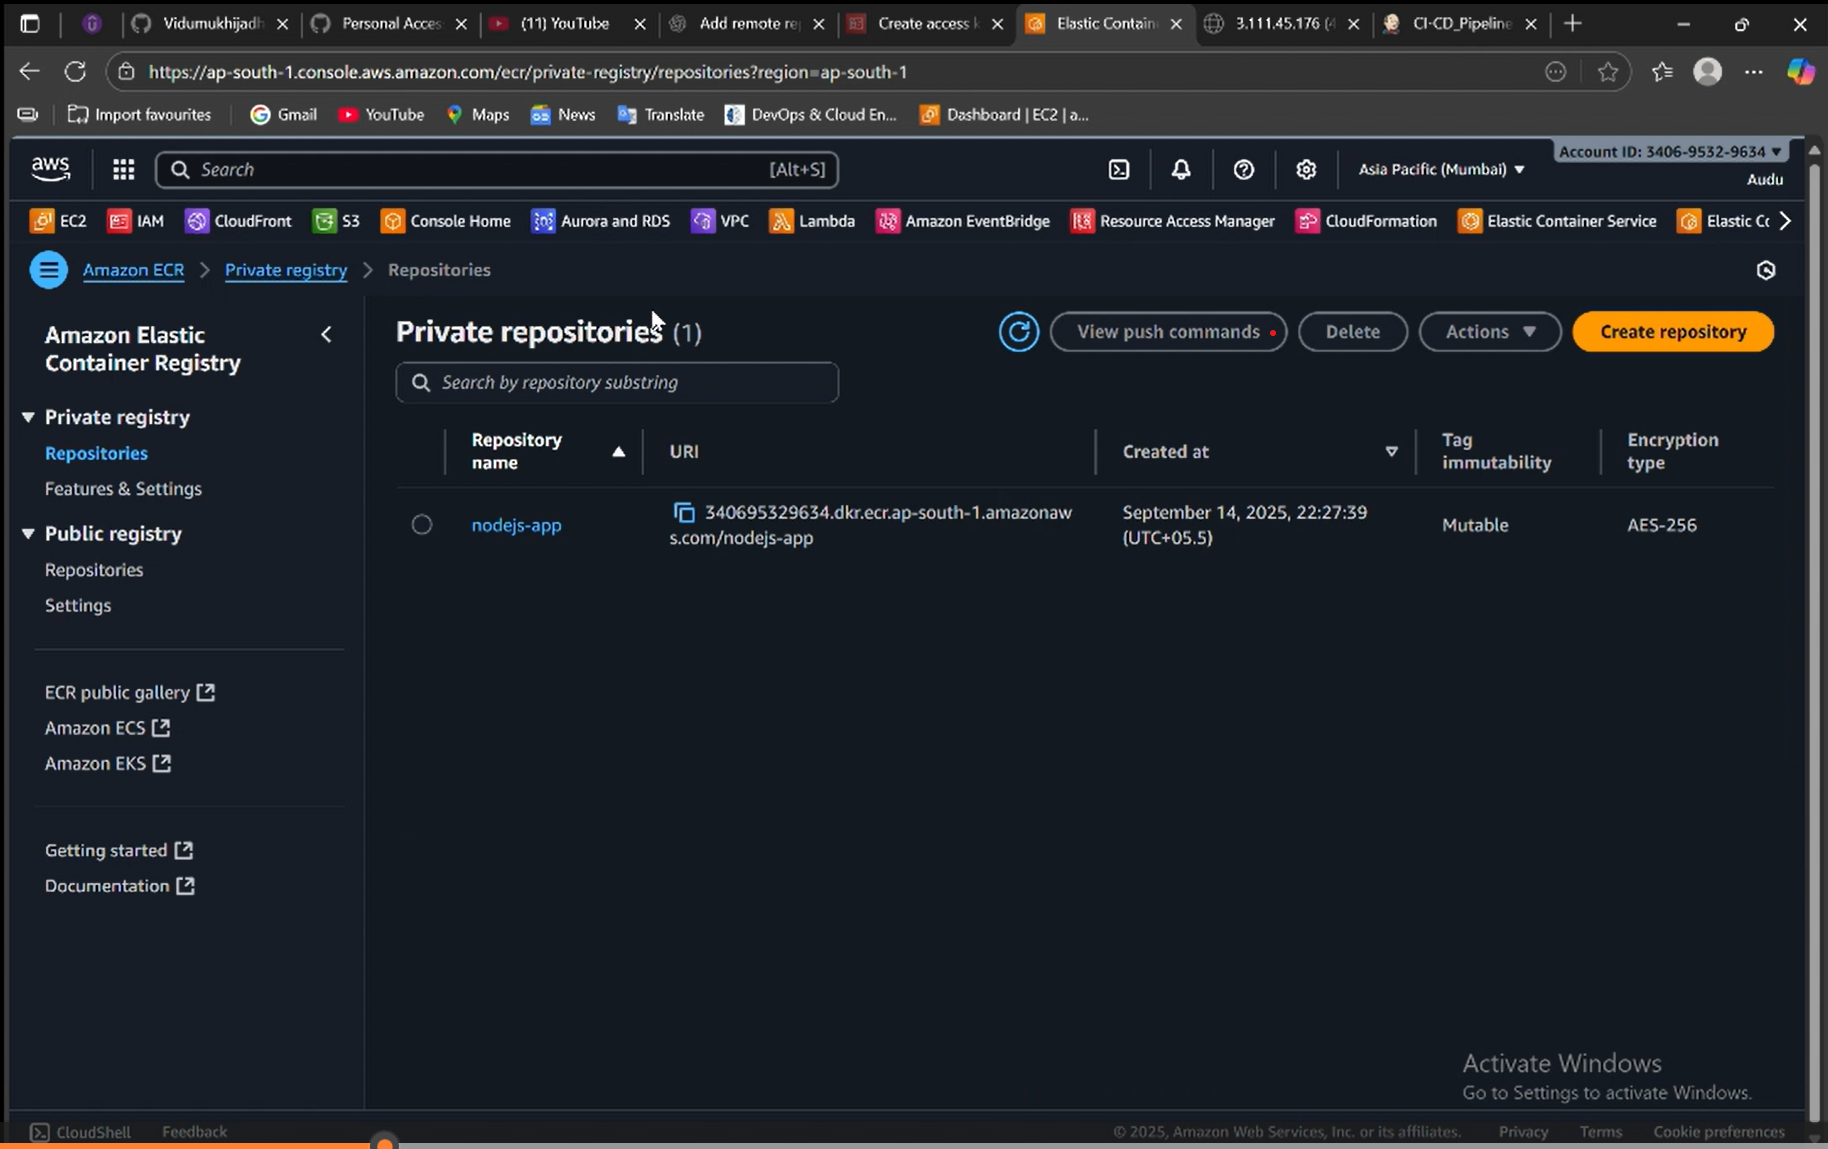 Vidumukhijadh
Personal Acces
(11) YouTube
Add remote re
Create access k
Elastic Contain
3.111.45.176 (4
CI-CD_Pipeline
https://ap-south-1.console.aws.amazon.com/ecr/private-registry/repositories?region=ap-south-1
Import favourites
Gmail
YouTube
Maps
News
Translate
DevOps & Cloud En...
Dashboard | EC2 | a...
aws
Search
[Alt+S]
Asia Pacific (Mumbai)
Account ID: 3406-9532-9634
Audu
EC2
IAM
CloudFront
S3
Console Home
Aurora and RDS
VPC
Lambda
Amazon EventBridge
Resource Access Manager
CloudFormation
Elastic Container Service
Elastic Cc
Amazon ECR
Private registry
Repositories
Amazon Elastic
Container Registry
Private registry
Repositories
Features & Settings
Public registry
Repositories
Settings
ECR public gallery
Amazon ECS
Amazon EKS
Getting started
Documentation
Private repositories (1)
View push commands
Delete
Actions
Create repository
Search by repository substring
Repository
name
URI
Created at
Tag
immutability
Encryption
type
nodejs-app
340695329634.dkr.ecr.ap-south-1.amazonaw
s.com/nodejs-app
September 14, 2025, 22:27:39
(UTC+05.5)
Mutable
AES-256
Activate Windows
Go to Settings to activate Windows.
CloudShell
Feedback
© 2025, Amazon Web Services, Inc. or its affiliates.
Privacy
Terms
Cookie preferences